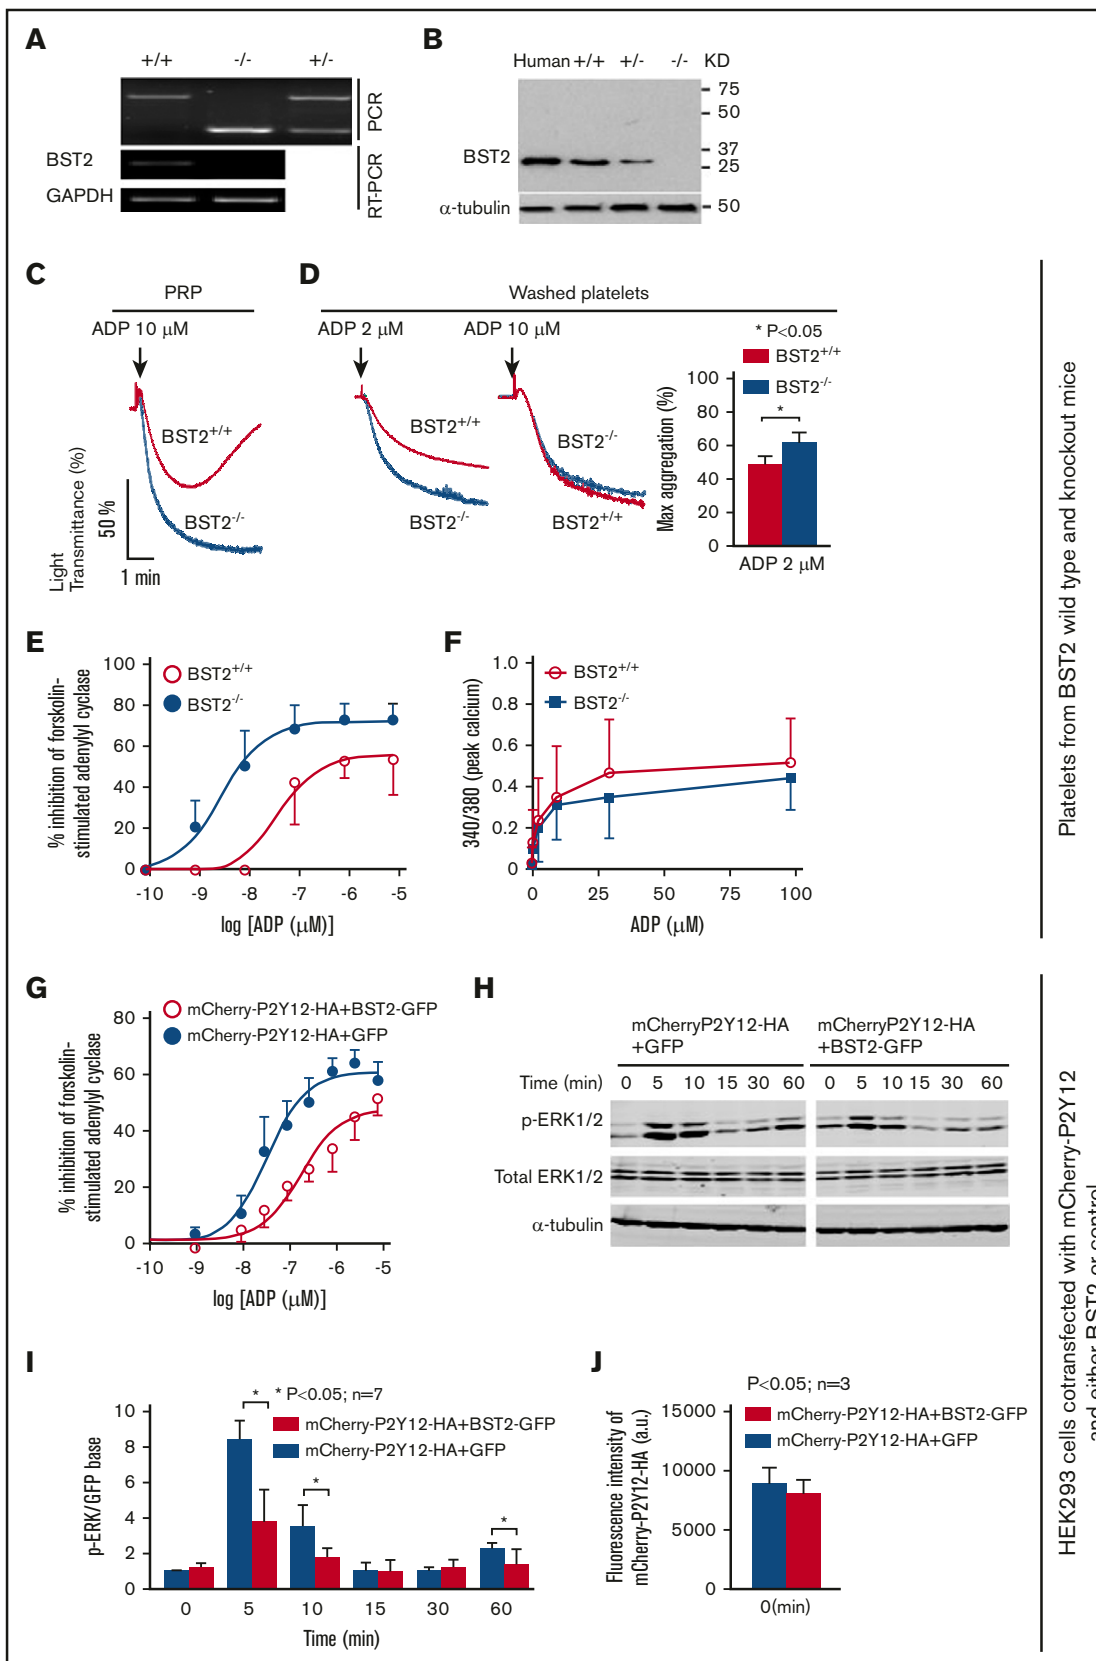 A
+/+ -/- +/-
PCR
BST2
GAPDH
RT-PCR
B
Human +/+ +/- -/- KD
75
50
37
25
BST2
α-tubulin
50
C
PRP
ADP 10 μM
BST2+/+
BST2-/-
Light
Transmittance (%)
50 %
1 min
D
Washed platelets
ADP 2 μM
ADP 10 μM
BST2+/+
BST2-/-
BST2-/-
BST2+/+
* P<0.05
BST2+/+
BST2-/-
Max aggregation (%)
100
80
60
40
20
0
*
ADP 2 μM
Platelets from BST2 wild type and knockout mice
E
% inhibition of forskolin-
stimulated adenylyl cyclase
100
80
60
40
20
0
BST2+/+
BST2-/-
-10 -9 -8 -7 -6 -5
log [ADP (μM)]
F
340/380 (peak calcium)
1.0
0.8
0.6
0.4
0.2
0
BST2+/+
BST2-/-
0 25 50 75 100
ADP (μM)
G
% inhibition of forskolin-
stimulated adenylyl cyclase
80
60
40
20
0
mCherry-P2Y12-HA+BST2-GFP
mCherry-P2Y12-HA+GFP
-10 -9 -8 -7 -6 -5
log [ADP (μM)]
H
mCherryP2Y12-HA
+GFP
mCherryP2Y12-HA
+BST2-GFP
Time (min) 0 5 10 15 30 60 0 5 10 15 30 60
p-ERK1/2
Total ERK1/2
α-tubulin
I
p-ERK/GFP base
10
8
6
4
2
0
* P<0.05; n=7
mCherry-P2Y12-HA+BST2-GFP
mCherry-P2Y12-HA+GFP
*
*
*
0 5 10 15 30 60
Time (min)
J
P<0.05; n=3
mCherry-P2Y12-HA+BST2-GFP
mCherry-P2Y12-HA+GFP
Fluorescence intensity of
mCherry-P2Y12-HA (a.u.)
15000
10000
5000
0
0(min)
HEK293 cells cotransfected with mCherry-P2Y12
and either BST2 or control